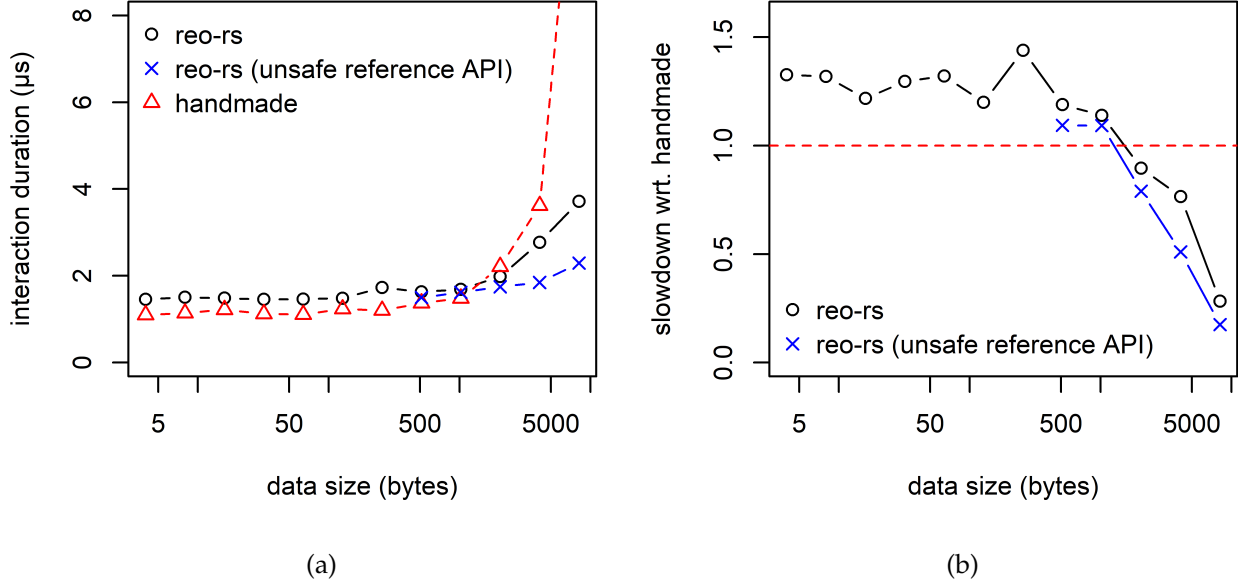 interaction duration (µs)
8
6
4
2
0
reo-rs
reo-rs (unsafe reference API)
handmade
5
50
500
5000
data size (bytes)
(a)
slowdown wrt. handmade
1.5
1.0
0.5
0.0
reo-rs
reo-rs (unsafe reference API)
5
50
500
5000
data size (bytes)
(b)